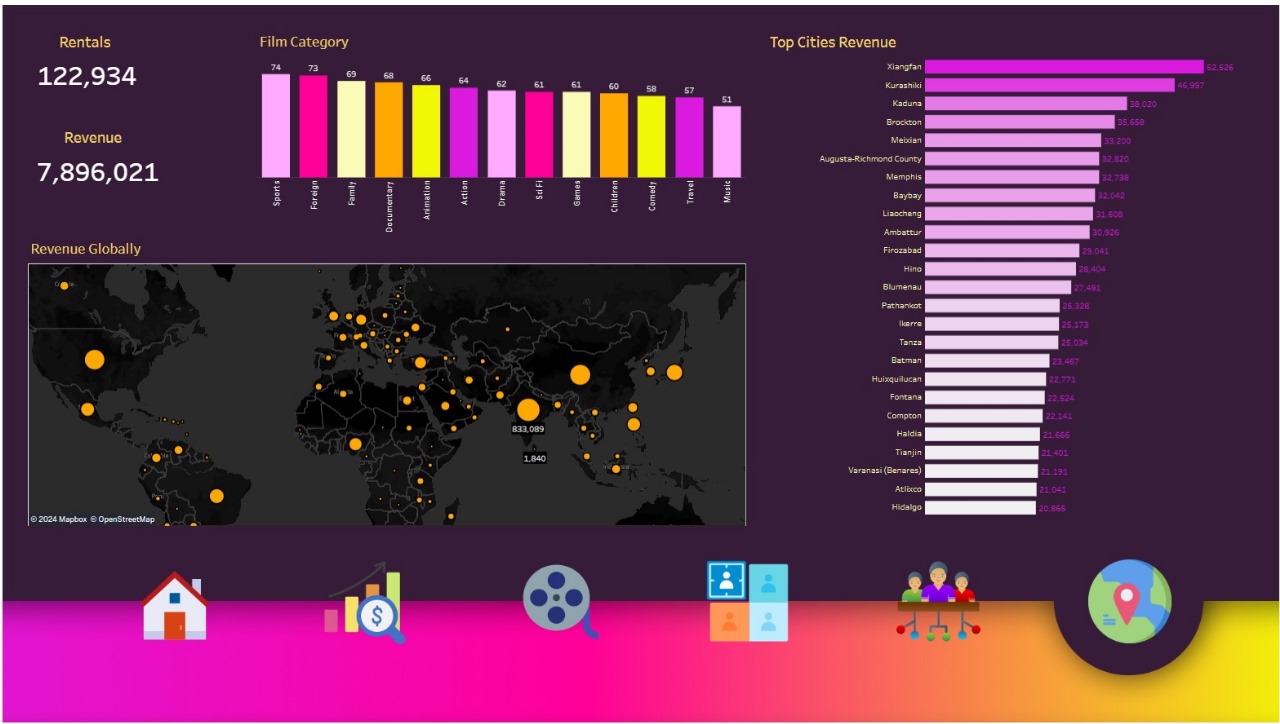 Rentals
122,934
Revenue
7,896,021
Film Category
74
73
69
68
66
64
62
61
61
60
58
57
51
Sports
Foreign
Family
Documentary
Animation
Action
Drama
Sci Fi
Games
Children
Comedy
Travel
Music
Revenue Globally
833,089
1,840
© 2024 Mapbox © OpenStreetMap
Top Cities Revenue
Xiangfan 52,526
Kurashiki 46,997
Kaduna 38,020
Brockton 35,658
Meixian 33,200
Augusta-Richmond County 32,820
Memphis 32,738
Baybay 32,042
Liaocheng 31,608
Ambattur 30,926
Firozabad 29,041
Hino 28,404
Blumenau 27,491
Pathankot 25,328
Ikerre 25,173
Tanza 25,034
Batman 23,467
Huixquilucan 22,771
Fontana 22,524
Compton 22,141
Haldia 21,666
Tianjin 21,401
Varanasi (Benares) 21,191
Atlixco 21,041
Hidalgo 20,866
$